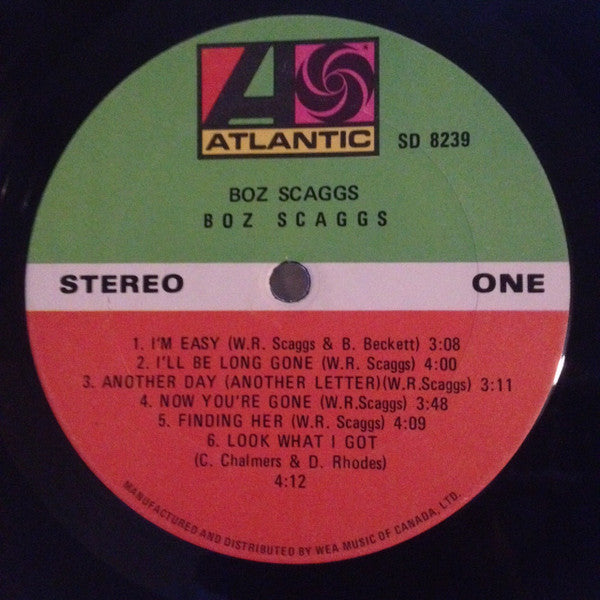 ATLANTIC
SD 8239
BOZ SCAGGS
BOZ SCAGGS
STEREO
ONE
1. I'M EASY (W.R. Scaggs & B. Beckett) 3:08
2. I'LL BE LONG GONE (W.R. Scaggs) 4:00
3. ANOTHER DAY (ANOTHER LETTER)(W.R.Scaggs) 3:11
4. NOW YOU'RE GONE (W.R.Scaggs) 3:48
5. FINDING HER (W.R. Scaggs) 4:09
6. LOOK WHAT I GOT
(C. Chalmers & D. Rhodes)
4:12
MANUFACTURED AND DISTRIBUTED BY WEA MUSIC OF CANADA, LTD.